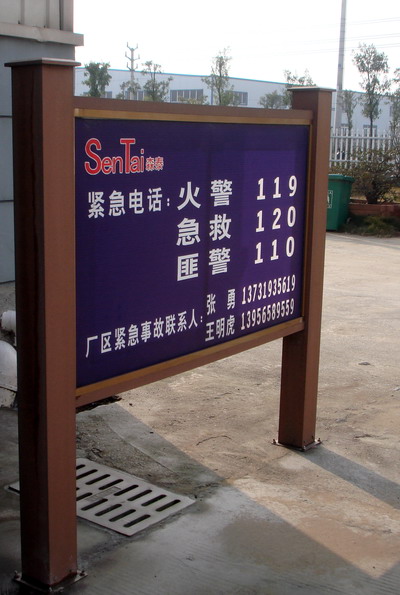 SenTai森泰
紧急电话：火 警 119
急 救 120
匪 警 110
厂区紧急事故联系人：张 勇 13731935619
王明虎 13956589559